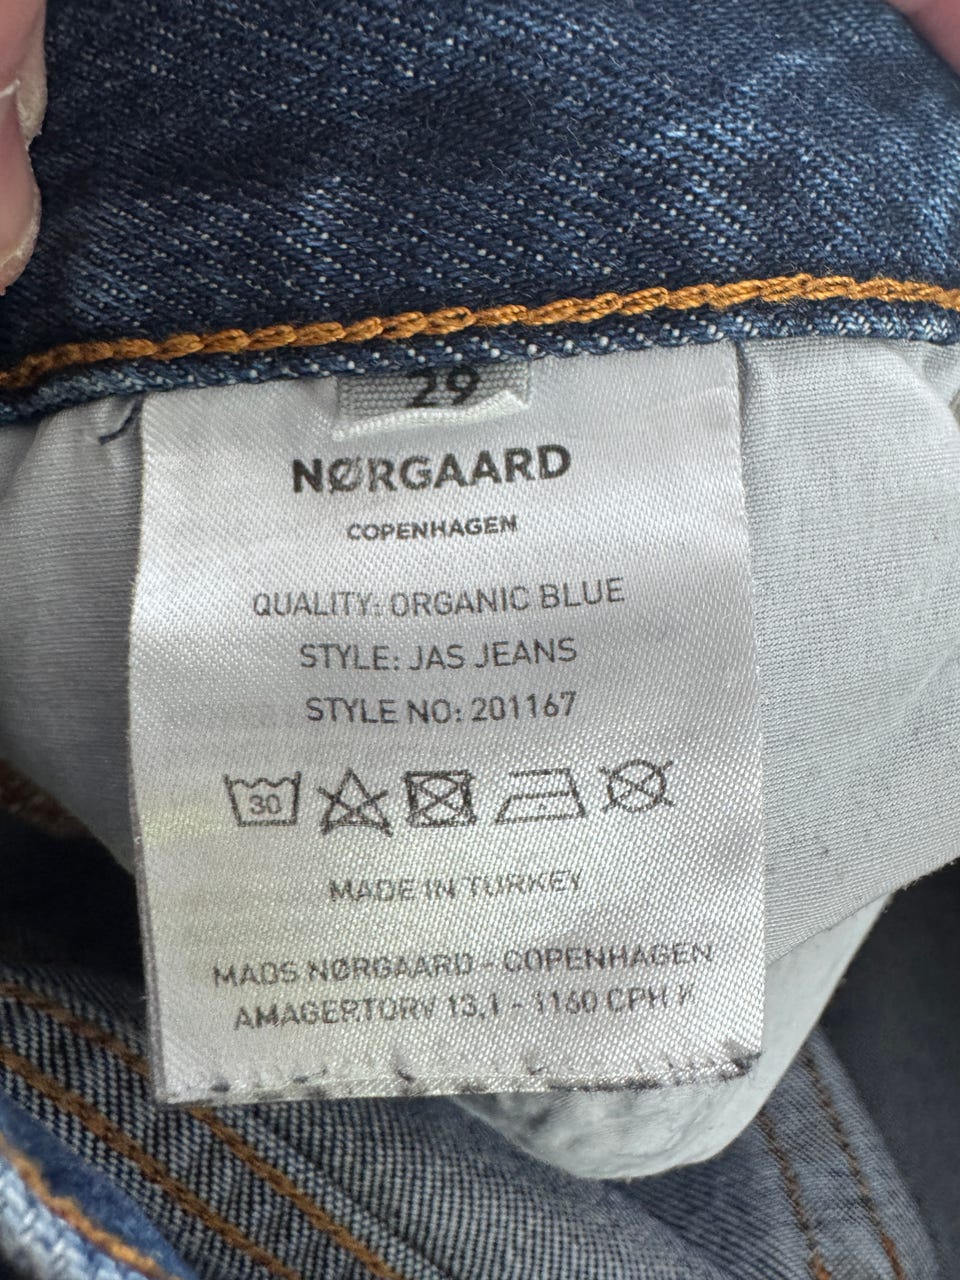 29
NØRGAARD
COPENHAGEN
QUALITY: ORGANIC BLUE
STYLE: JAS JEANS
STYLE NO: 201167
30
MADE IN TURKEY
MADS NØRGAARD - COPENHAGEN
AMAGERTORV 13,1 - 1160 CPH K